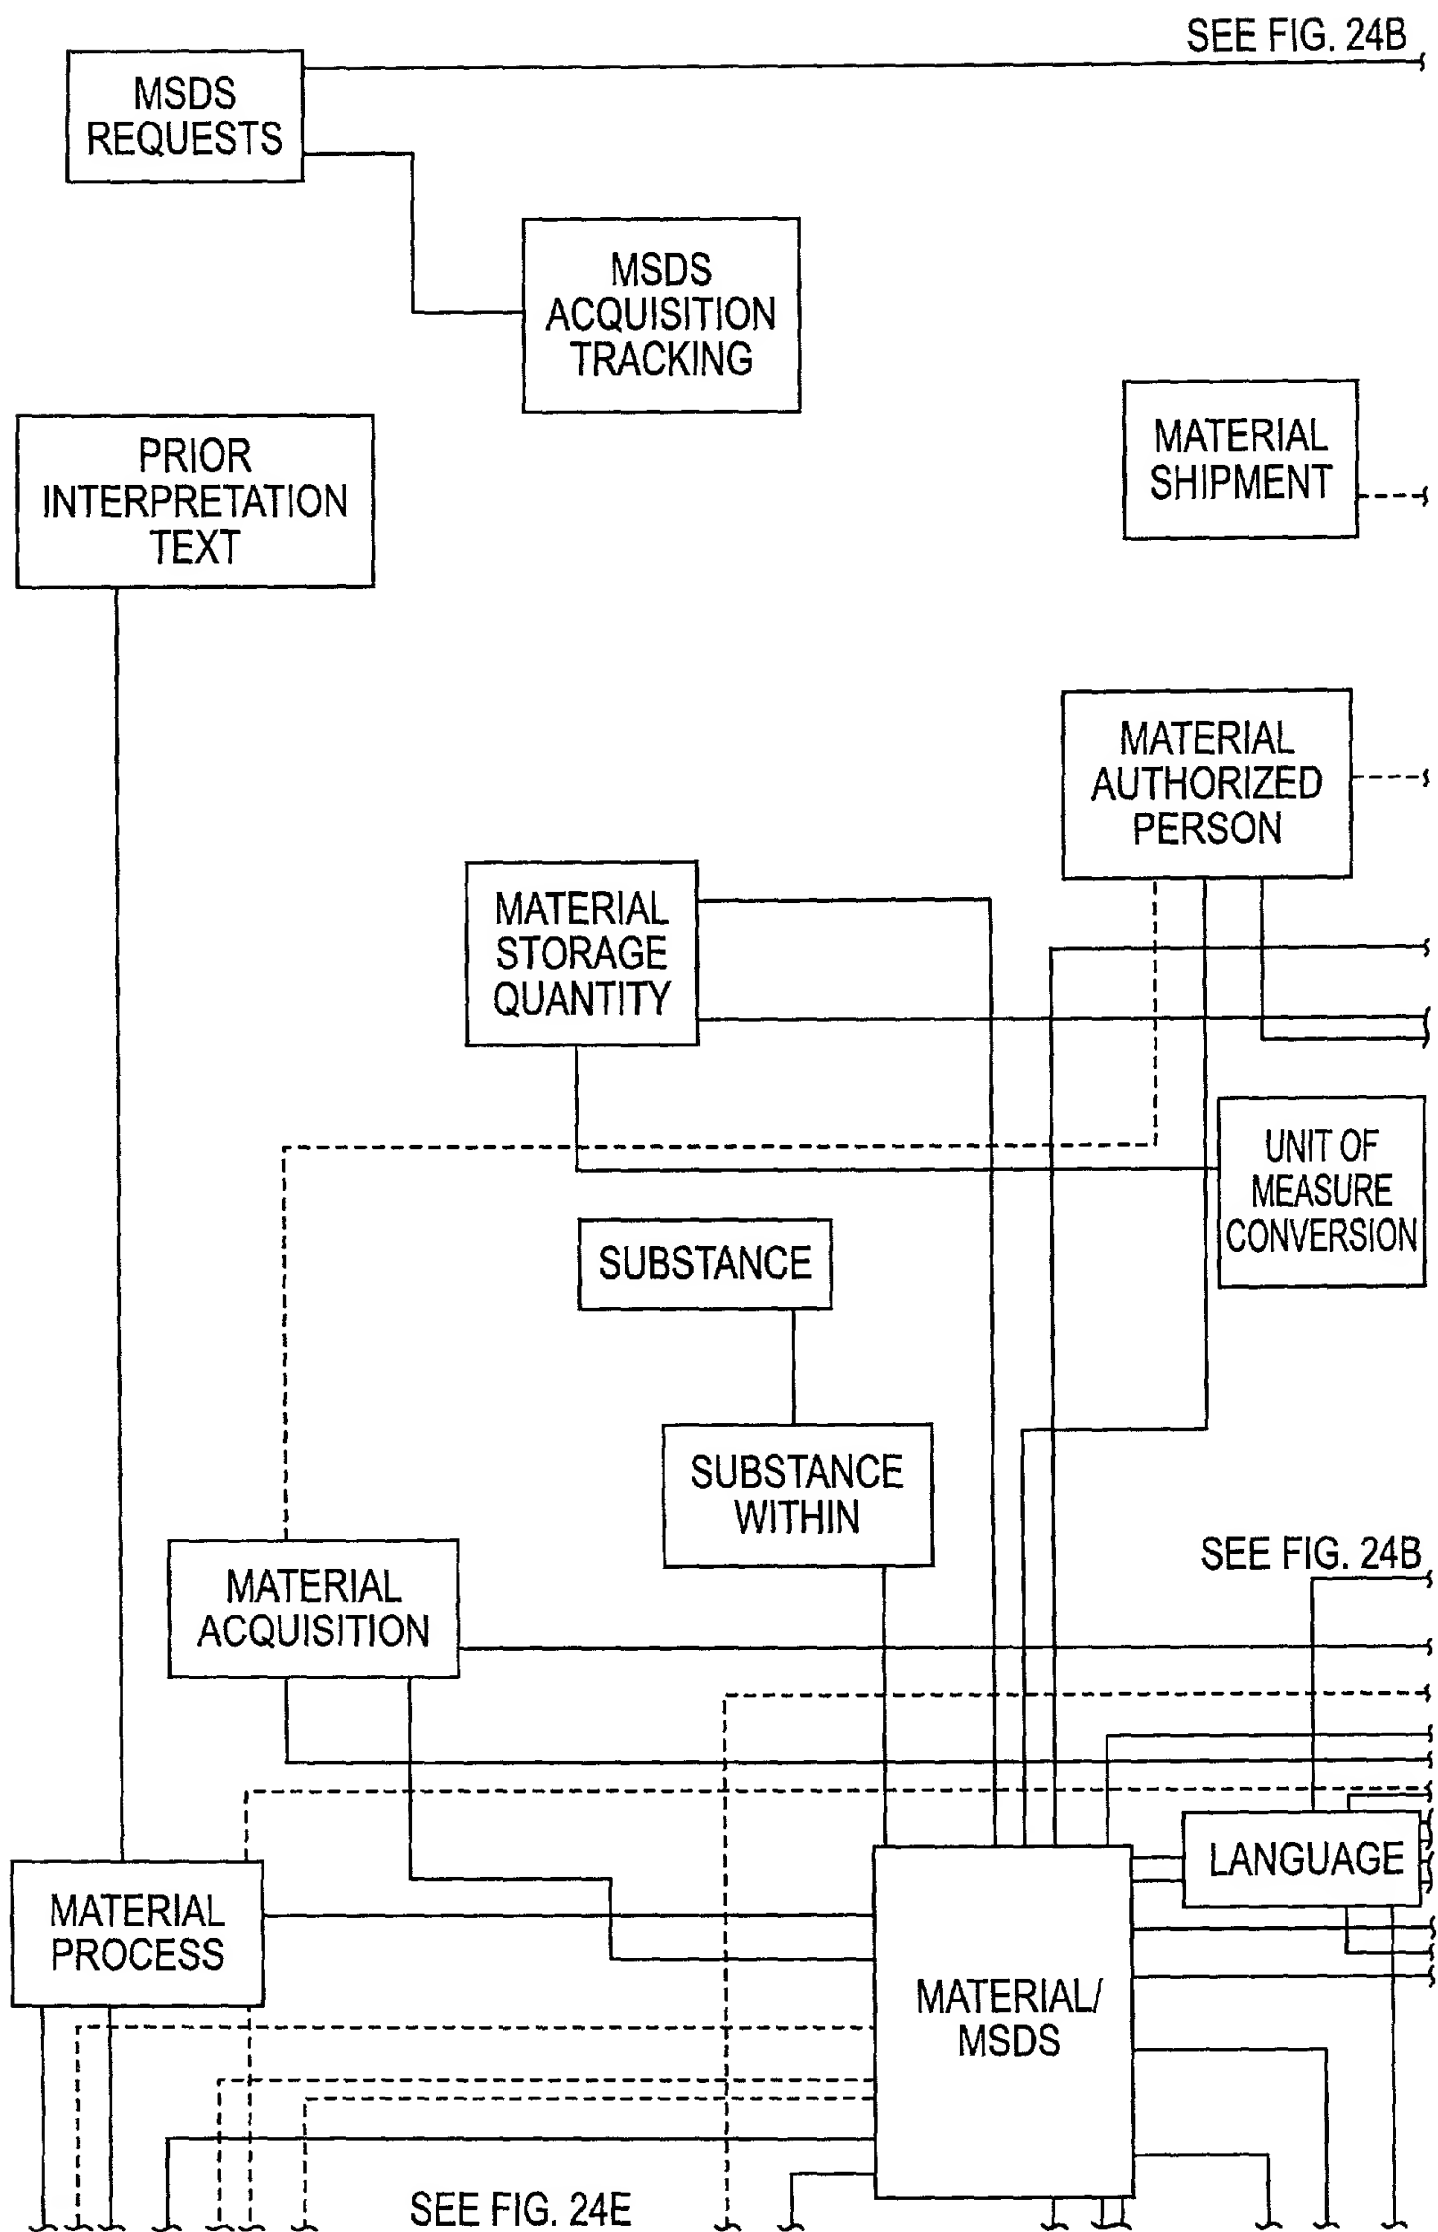 SEE FIG. 24B
MSDS
REQUESTS
MSDS
ACQUISITION
TRACKING
PRIOR
INTERPRETATION
TEXT
MATERIAL
SHIPMENT
MATERIAL
AUTHORIZED
PERSON
MATERIAL
STORAGE
QUANTITY
UNIT OF
MEASURE
CONVERSION
SUBSTANCE
SUBSTANCE
WITHIN
SEE FIG. 24B
MATERIAL
ACQUISITION
LANGUAGE
MATERIAL
PROCESS
MATERIAL/
MSDS
SEE FIG. 24E